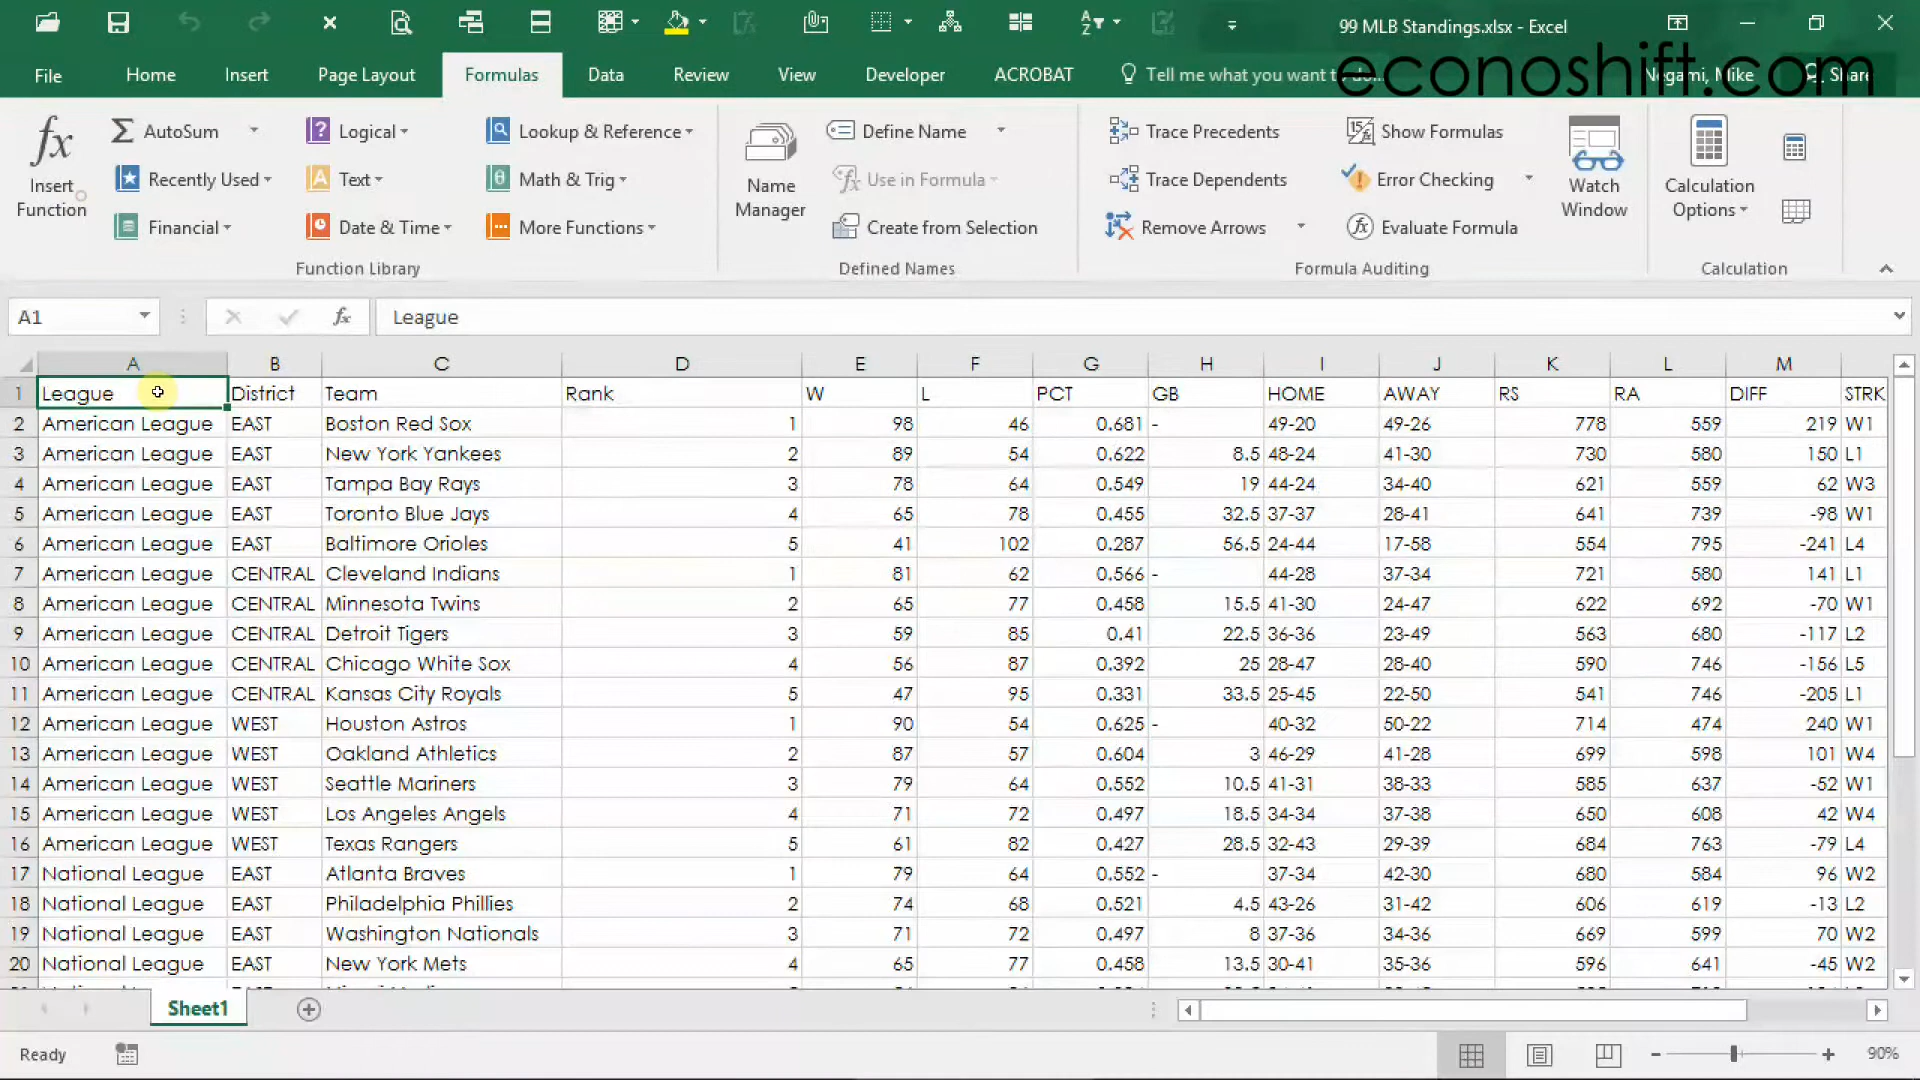 99 MLB Standings.xlsx - Excel
File Home Insert Page Layout Formulas Data Review View Developer ACROBAT Tell me what you want to do... Negami, Mike Share
econoshift.com
fx Insert Function
AutoSum
Recently Used
Financial
Logical
Text
Date & Time
Lookup & Reference
Math & Trig
More Functions
Function Library
Name Manager
Define Name
Use in Formula
Create from Selection
Defined Names
Trace Precedents
Trace Dependents
Remove Arrows
Show Formulas
Error Checking
Evaluate Formula
Formula Auditing
Watch Window
Calculation Options
Calculation
A1 fx League
A B C D E F G H I J K L M
1 League District Team Rank W L PCT GB HOME AWAY RS RA DIFF STRK
2 American League EAST Boston Red Sox 1 98 46 0.681 - 49-20 49-26 778 559 219 W1
3 American League EAST New York Yankees 2 89 54 0.622 8.5 48-24 41-30 730 580 150 L1
4 American League EAST Tampa Bay Rays 3 78 64 0.549 19 44-24 34-40 621 559 62 W3
5 American League EAST Toronto Blue Jays 4 65 78 0.455 32.5 37-37 28-41 641 739 -98 W1
6 American League EAST Baltimore Orioles 5 41 102 0.287 56.5 24-44 17-58 554 795 -241 L4
7 American League CENTRAL Cleveland Indians 1 81 62 0.566 - 44-28 37-34 721 580 141 L1
8 American League CENTRAL Minnesota Twins 2 65 77 0.458 15.5 41-30 24-47 622 692 -70 W1
9 American League CENTRAL Detroit Tigers 3 59 85 0.41 22.5 36-36 23-49 563 680 -117 L2
10 American League CENTRAL Chicago White Sox 4 56 87 0.392 25 28-47 28-40 590 746 -156 L5
11 American League CENTRAL Kansas City Royals 5 47 95 0.331 33.5 25-45 22-50 541 746 -205 L1
12 American League WEST Houston Astros 1 90 54 0.625 - 40-32 50-22 714 474 240 W1
13 American League WEST Oakland Athletics 2 87 57 0.604 3 46-29 41-28 699 598 101 W4
14 American League WEST Seattle Mariners 3 79 64 0.552 10.5 41-31 38-33 585 637 -52 W1
15 American League WEST Los Angeles Angels 4 71 72 0.497 18.5 34-34 37-38 650 608 42 W4
16 American League WEST Texas Rangers 5 61 82 0.427 28.5 32-43 29-39 684 763 -79 L4
17 National League EAST Atlanta Braves 1 79 64 0.552 - 37-34 42-30 680 584 96 W2
18 National League EAST Philadelphia Phillies 2 74 68 0.521 4.5 43-26 31-42 606 619 -13 L2
19 National League EAST Washington Nationals 3 71 72 0.497 8 37-36 34-36 669 599 70 W2
20 National League EAST New York Mets 4 65 77 0.458 13.5 30-41 35-36 596 641 -45 W2
Sheet1
Ready 90%